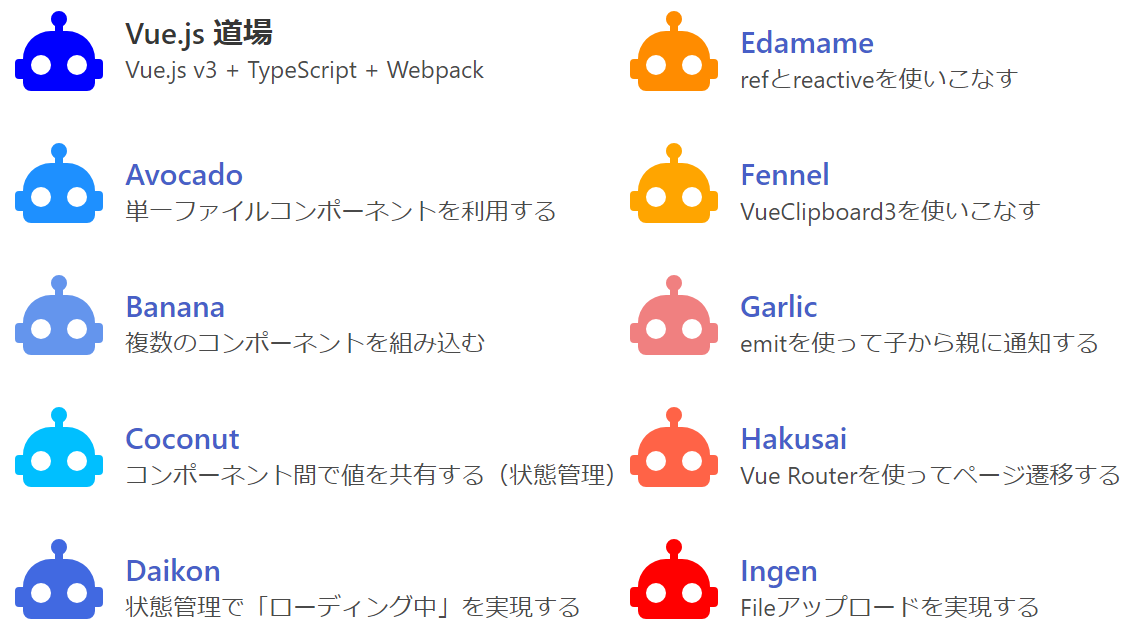 Vue.js 道場
Vue.js v3 + TypeScript + Webpack
Avocado
単一ファイルコンポーネントを利用する
Banana
複数のコンポーネントを組み込む
Coconut
コンポーネント間で値を共有する（状態管理）
Daikon
状態管理で「ローディング中」を実現する
Edamame
refとreactiveを使いこなす
Fennel
VueClipboard3を使いこなす
Garlic
emitを使って子から親に通知する
Hakusai
Vue Routerを使ってページ遷移する
Ingen
Fileアップロードを実現する